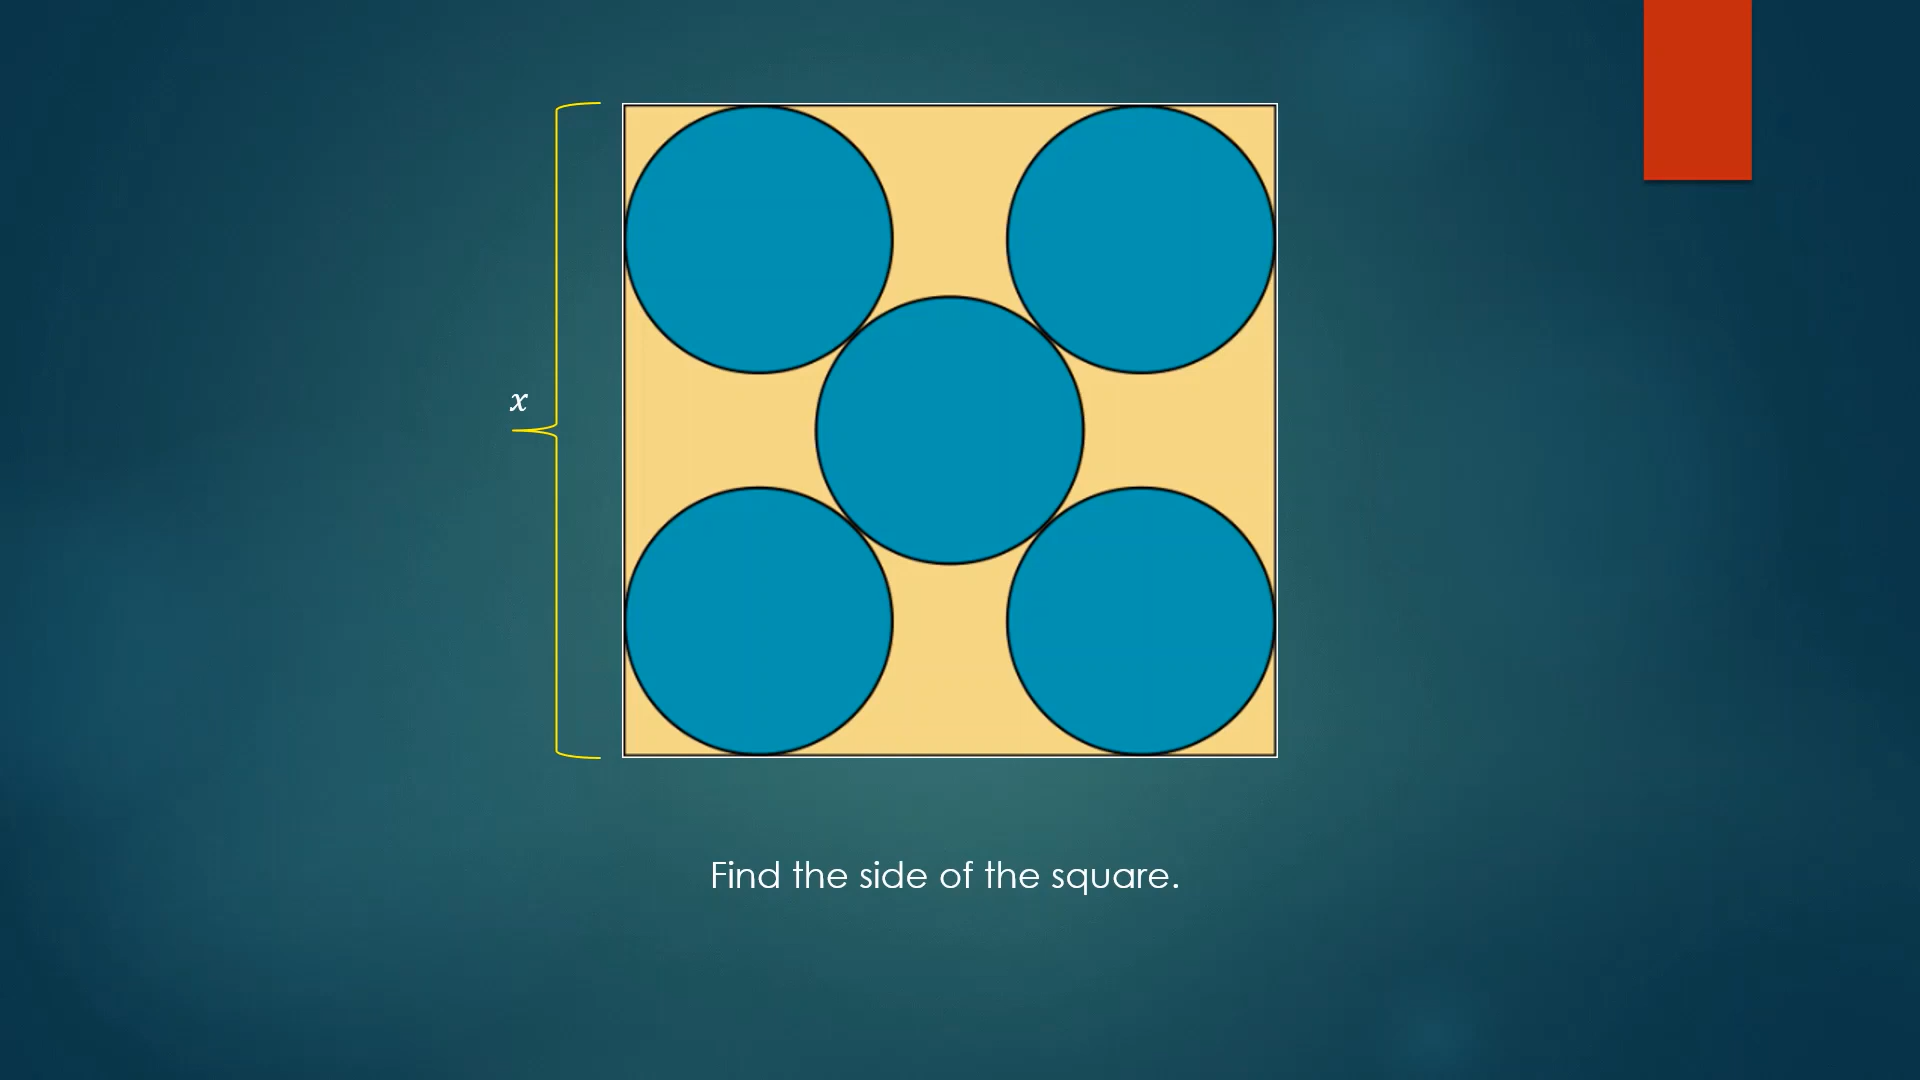 𝑥
Find the side of the square.